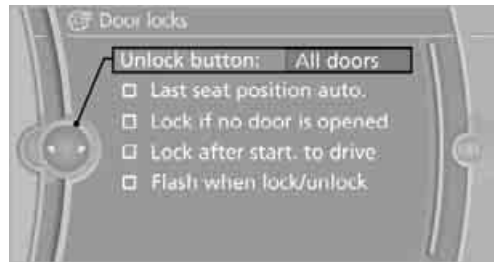 Door locks
Unlock button: All doors
Last seat position auto.
Lock if no door is opened
Lock after start. to drive
Flash when lock/unlock